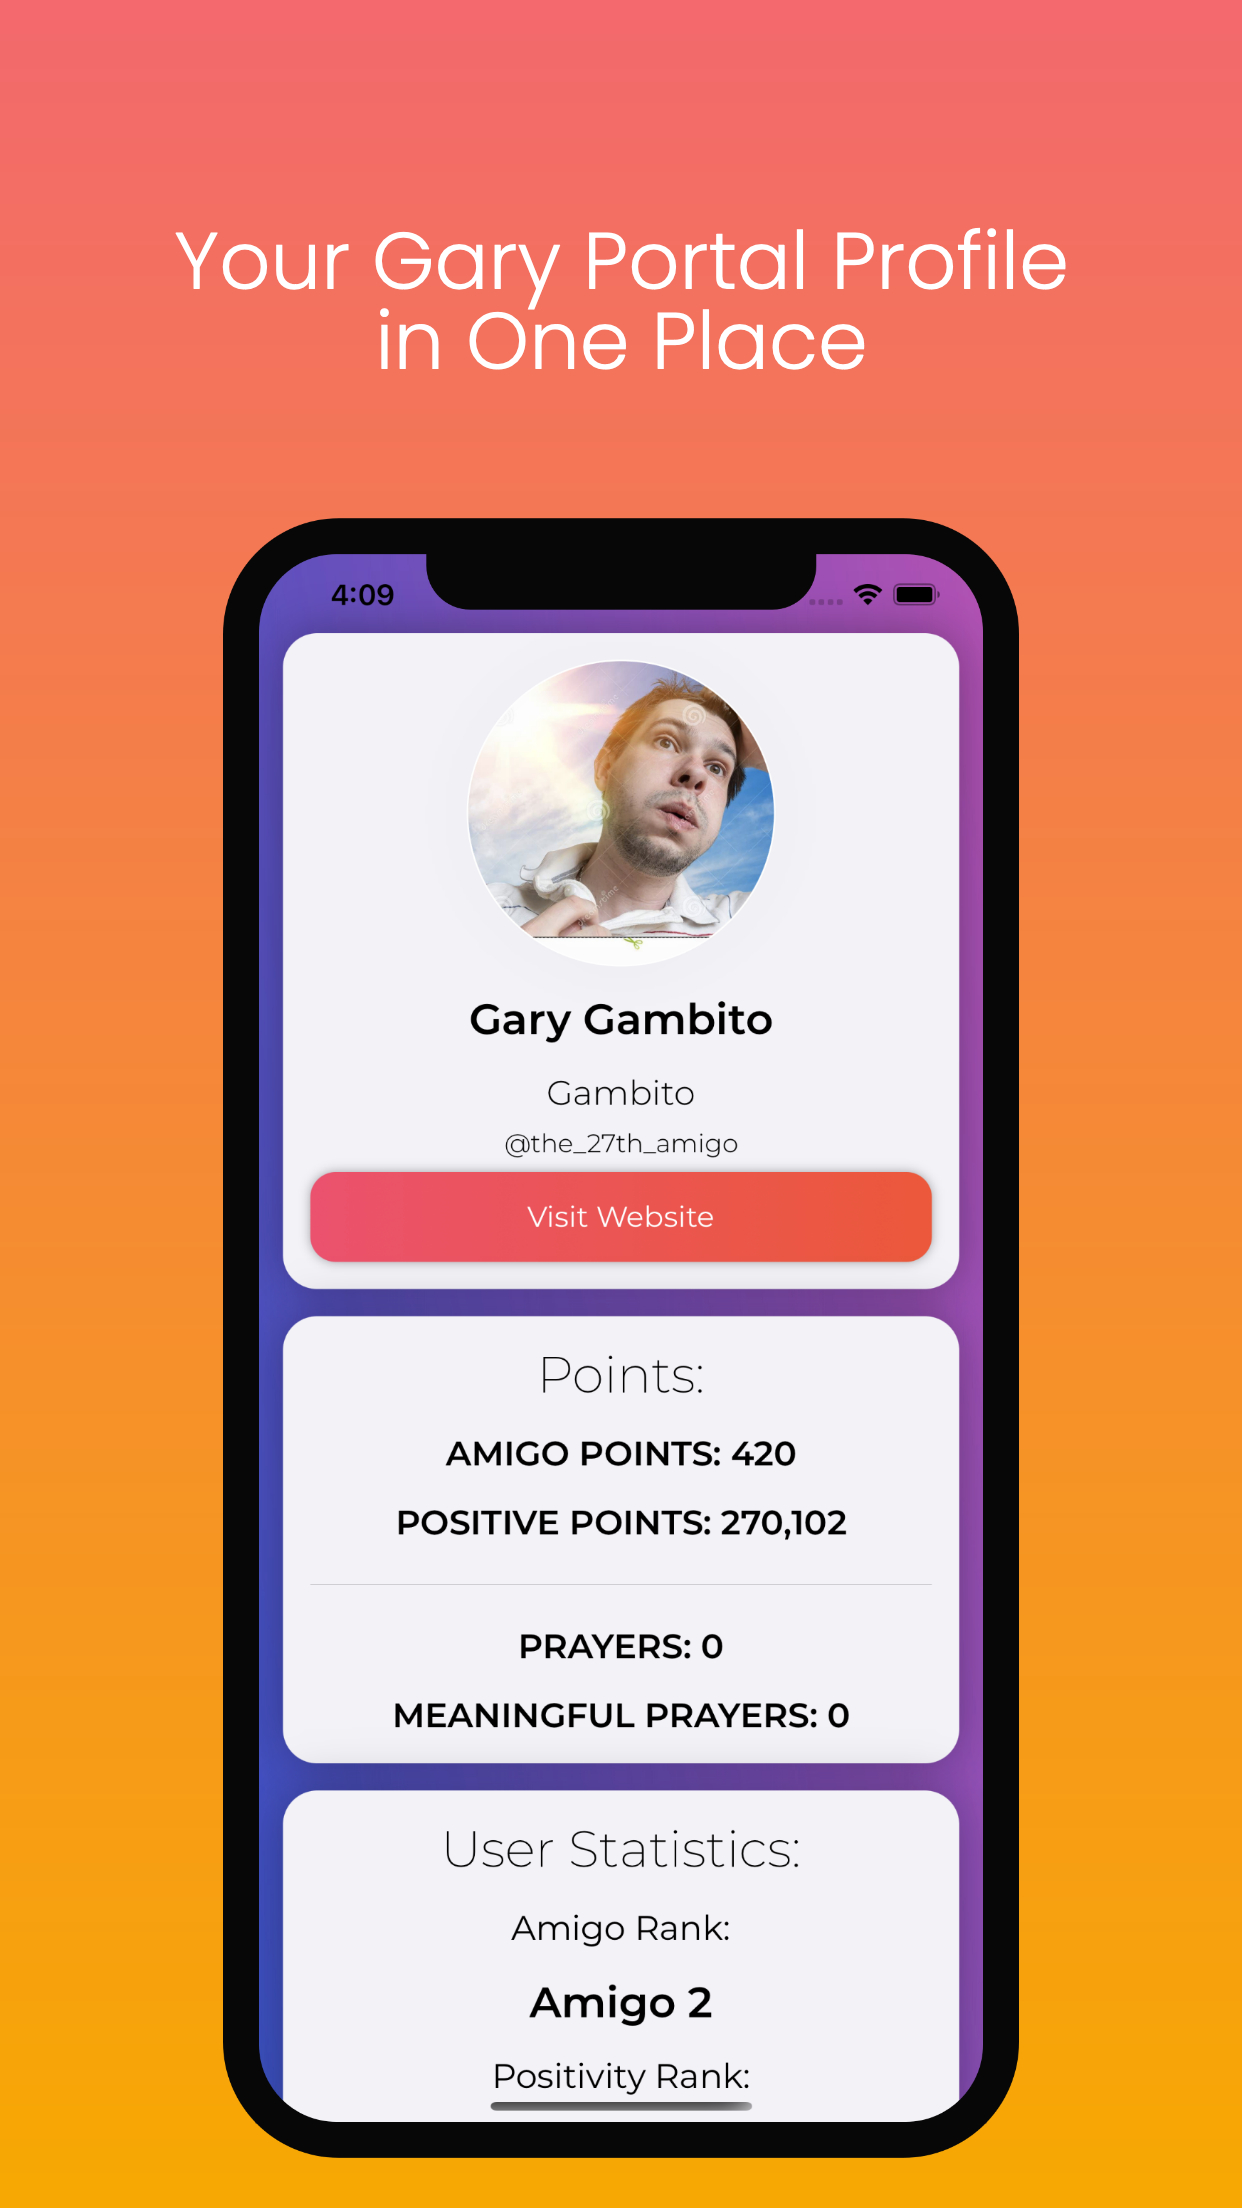 Your Gary Portal Profile
in One Place
4:09
Gary Gambito
Gambito
@the_27th_amigo
Visit Website
Points:
AMIGO POINTS: 420
POSITIVE POINTS: 270,102
PRAYERS: 0
MEANINGFUL PRAYERS: 0
User Statistics:
Amigo Rank:
Amigo 2
Positivity Rank: